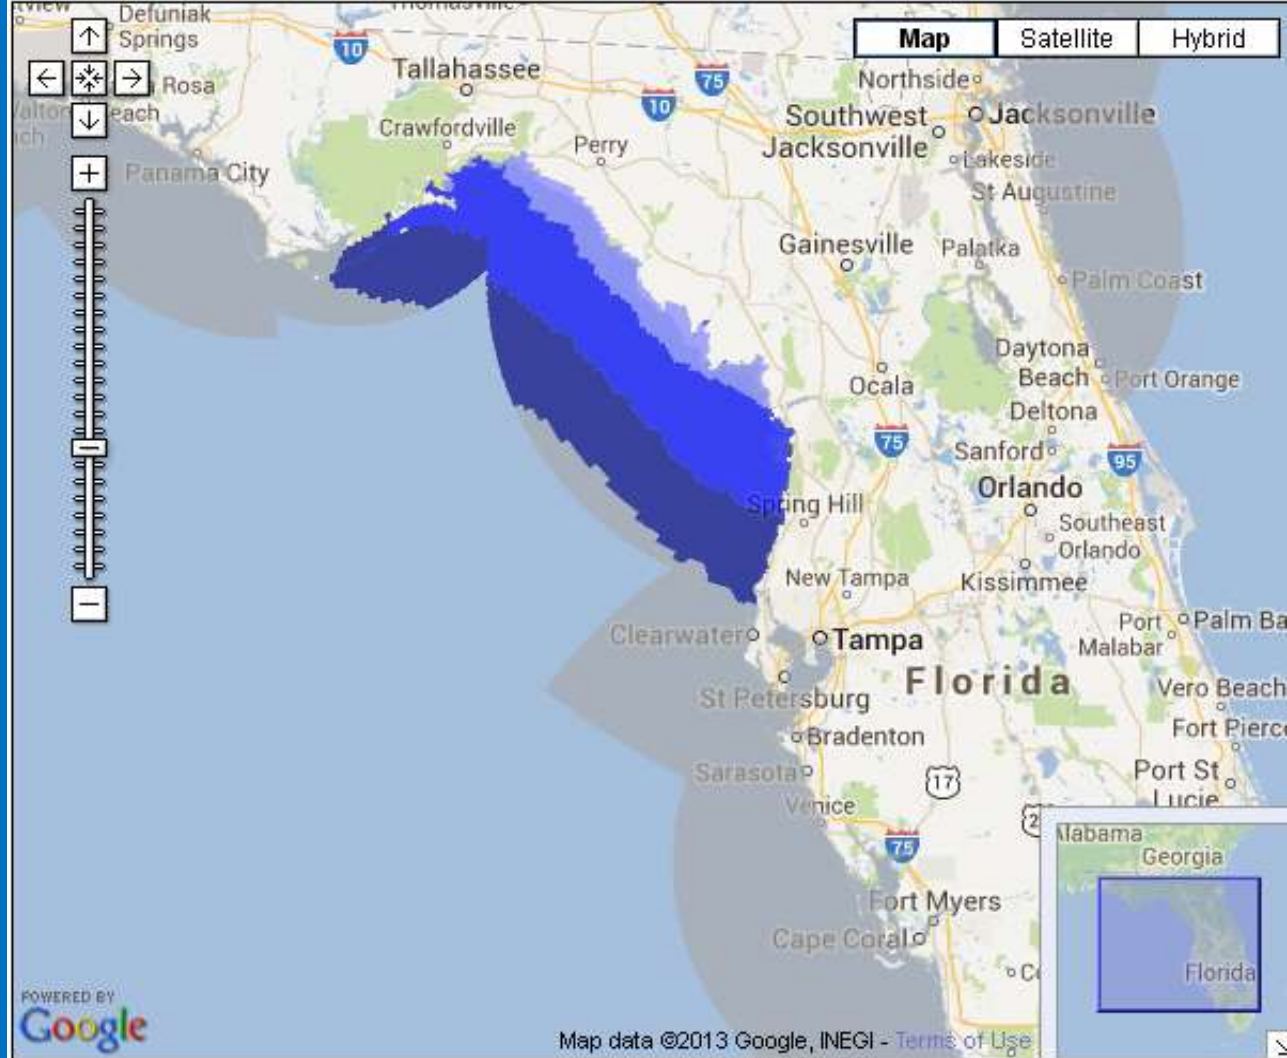 Defuniak
Springs
Rosa
each
Panama City
10
Tallahassee
Crawfordville
75
10
Perry
Map
Satellite
Hybrid
Northside
Southwest
Jacksonville
Jacksonville
Lakeside
St Augustine
Gainesville
Palatka
Palm Coast
Daytona
Beach
Port Orange
Ocala
Deltona
75
Sanford
95
Orlando
Spring Hill
Southeast
Orlando
New Tampa
Kissimmee
Clearwater
Tampa
Port
Malabar
Palm Ba
Florida
St Petersburg
Vero Beach
Bradenton
Fort Pierce
Sarasota
17
Port St
Lucie
Venice
2
75
Alabama
Georgia
Fort Myers
Cape Coral
Florida
POWERED BY
Google
Map data ©2013 Google, INEGI - Terms of Use